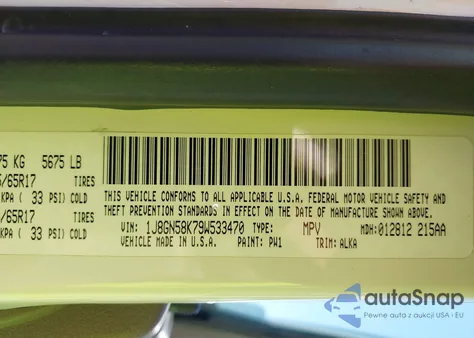 75 KG 5675 LB
/65R17 TIRES
KPA ( 33 PSI) COLD
/65R17 TIRES
KPA ( 33 PSI) COLD
THIS VEHICLE CONFORMS TO ALL APPLICABLE U.S.A. FEDERAL MOTOR VEHICLE SAFETY AND
THEFT PREVENTION STANDARDS IN EFFECT ON THE DATE OF MANUFACTURE SHOWN ABOVE.
VIN: 1J8GN58K79W533470 TYPE: MPV MDH: 012812 215AA
VEHICLE MADE IN U.S.A. PAINT: PW1 TRIM: ALKA
autoSnap
Pewne auta z aukcji USA i EU